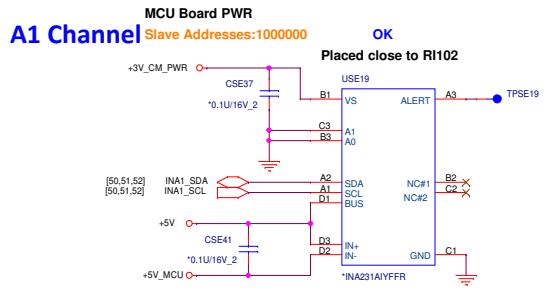 MCU Board PWR
A1 Channel Slave Addresses:1000000 OK
Placed close to RI102
+3V_CM_PWR USE19
CSE37 B1 VS ALERT A3 TPSE19
*0.1U/16V_2
C3 A1
B3 A0
[50,51,52] INA1_SDA A2 SDA NC#1 B2
[50,51,52] INA1_SCL A1 SCL NC#2 C2
D1 BUS
+5V
CSE41 D3 IN+
*0.1U/16V_2 D2 IN- GND C1
+5V_MCU *INA231AIYFFR